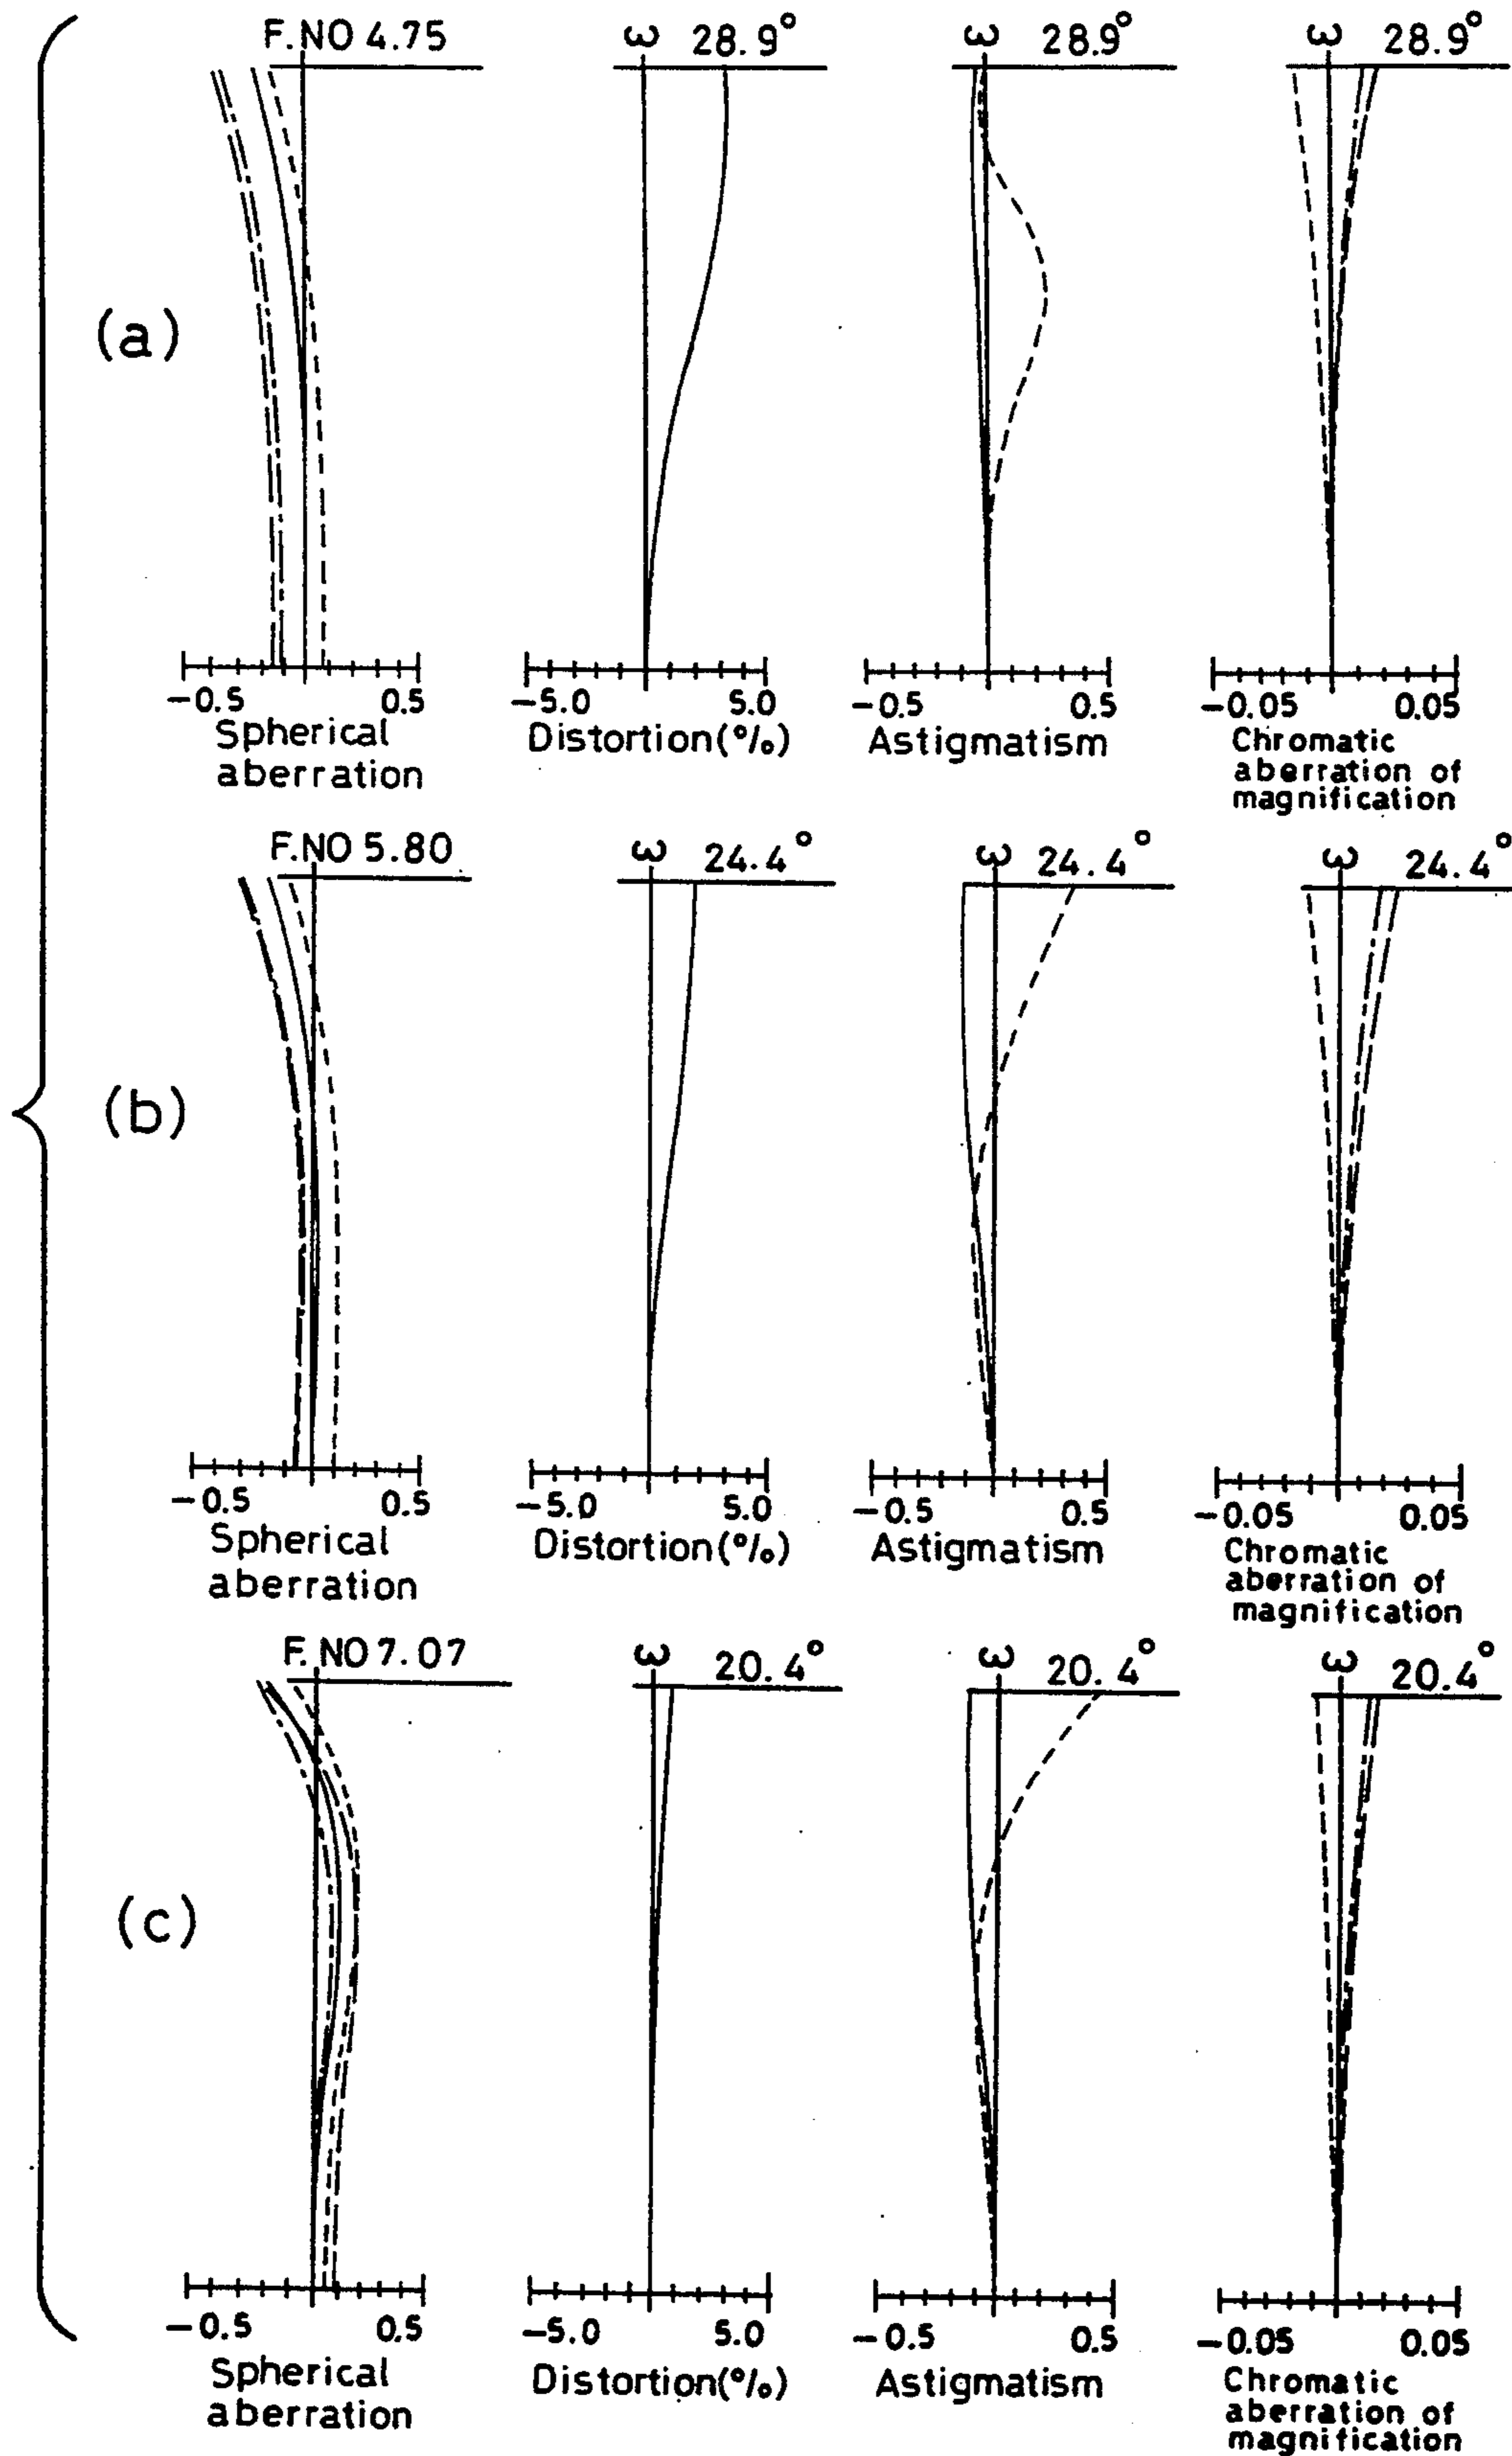 F.NO 4.75
ω 28.9°
ω 28.9°
ω 28.9°
(a)
−0.5 0.5
Spherical
aberration
−5.0 5.0
Distortion(%)
−0.5 0.5
Astigmatism
−0.05 0.05
Chromatic
aberration of
magnification
F.NO 5.80
ω 24.4°
ω 24.4°
ω 24.4°
(b)
−0.5 0.5
Spherical
aberration
−5.0 5.0
Distortion(%)
−0.5 0.5
Astigmatism
−0.05 0.05
Chromatic
aberration of
magnification
F.NO 7.07
ω 20.4°
ω 20.4°
ω 20.4°
(c)
−0.5 0.5
Spherical
aberration
−5.0 5.0
Distortion(%)
−0.5 0.5
Astigmatism
−0.05 0.05
Chromatic
aberration of
magnification